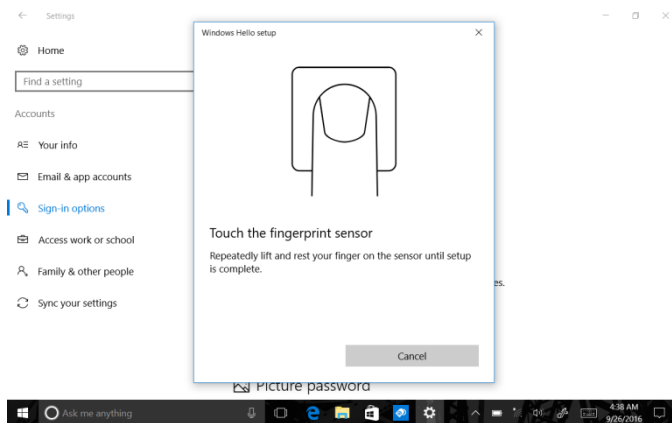 Settings
Home
Find a setting
Accounts
Your info
Email & app accounts
Sign-in options
Access work or school
Family & other people
Sync your settings
Windows Hello setup
Touch the fingerprint sensor
Repeatedly lift and rest your finger on the sensor until setup
is complete.
es.
Cancel
Picture password
Ask me anything
4:38 AM
9/26/2016